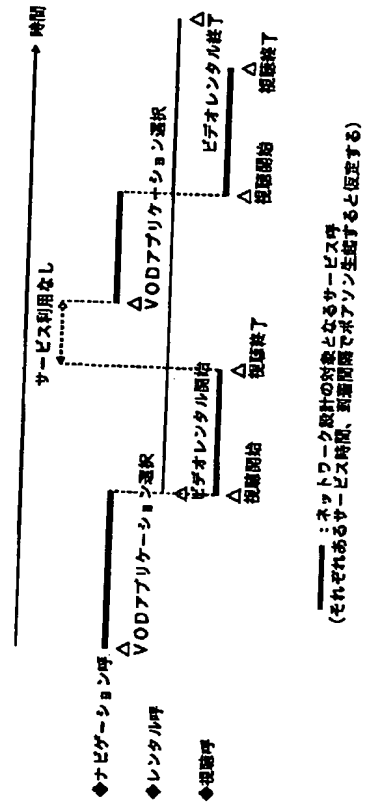 時間
サービス利用なし
◆ナビゲーション呼
VODアプリケーション選択
VODアプリケーション選択
◆レンタル呼
ビデオレンタル開始
ビデオレンタル終了
◆視聴呼
視聴開始
視聴終了
視聴開始
視聴終了
:ネットワーク設計の対象となるサービス呼
(それぞれあるサービス時間、到着間隔でポアソン生起すると仮定する)